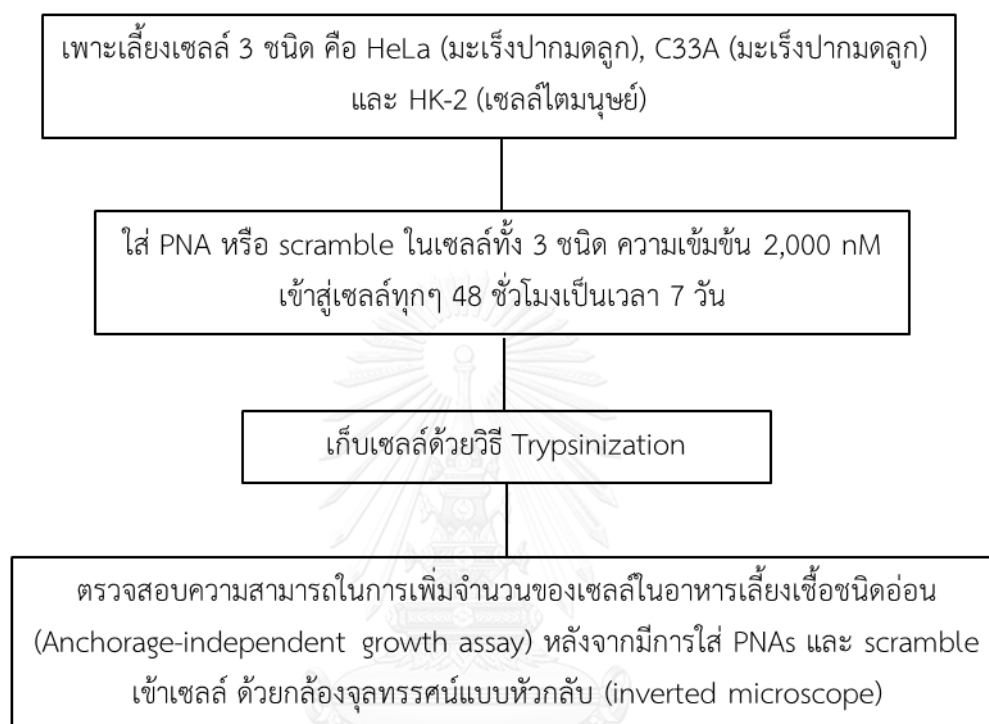 เพาะเลี้ยงเซลล์ 3 ชนิด คือ HeLa (มะเร็งปากมดลูก), C33A (มะเร็งปากมดลูก)
และ HK-2 (เซลล์ไตมนุษย์)
ใส่ PNA หรือ scramble ในเซลล์ทั้ง 3 ชนิด ความเข้มข้น 2,000 nM
เข้าสู่เซลล์ทุกๆ 48 ชั่วโมงเป็นเวลา 7 วัน
เก็บเซลล์ด้วยวิธี Trypsinization
ตรวจสอบความสามารถในการเพิ่มจำนวนของเซลล์ในอาหารเลี้ยงเชื้อชนิดอ่อน
(Anchorage-independent growth assay) หลังจากมีการใส่ PNAs และ scramble
เข้าเซลล์ ด้วยกล้องจุลทรรศน์แบบหัวกลับ (inverted microscope)